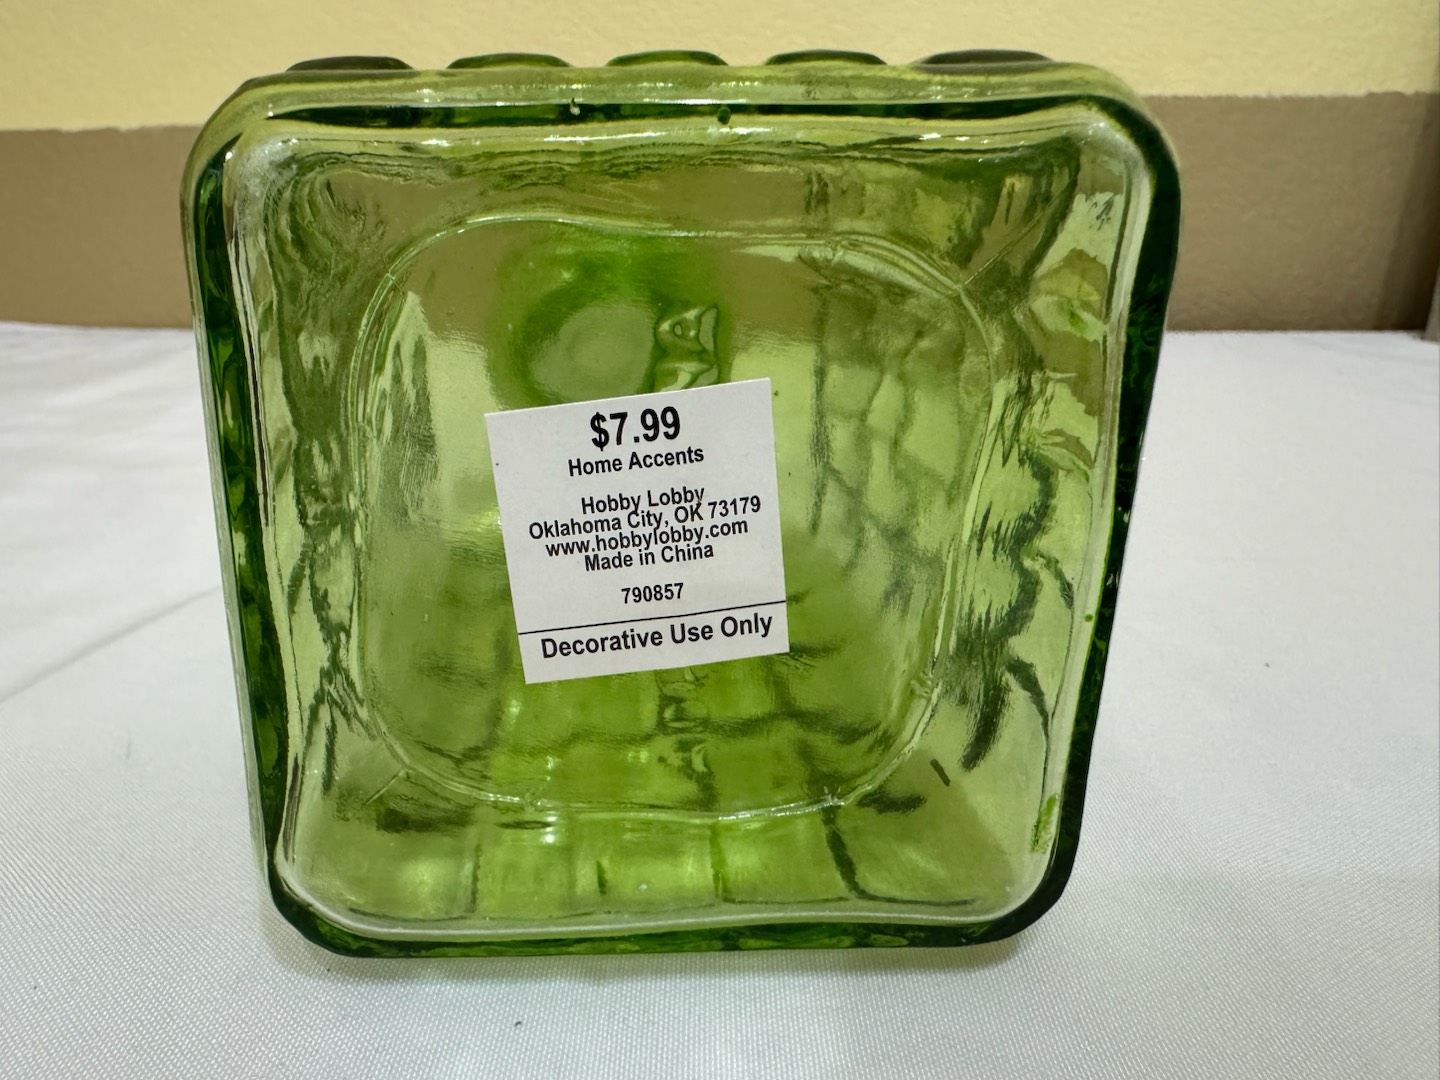 $7.99
Home Accents
Hobby Lobby
Oklahoma City, OK 73179
www.hobbylobby.com
Made in China
790857
Decorative Use Only